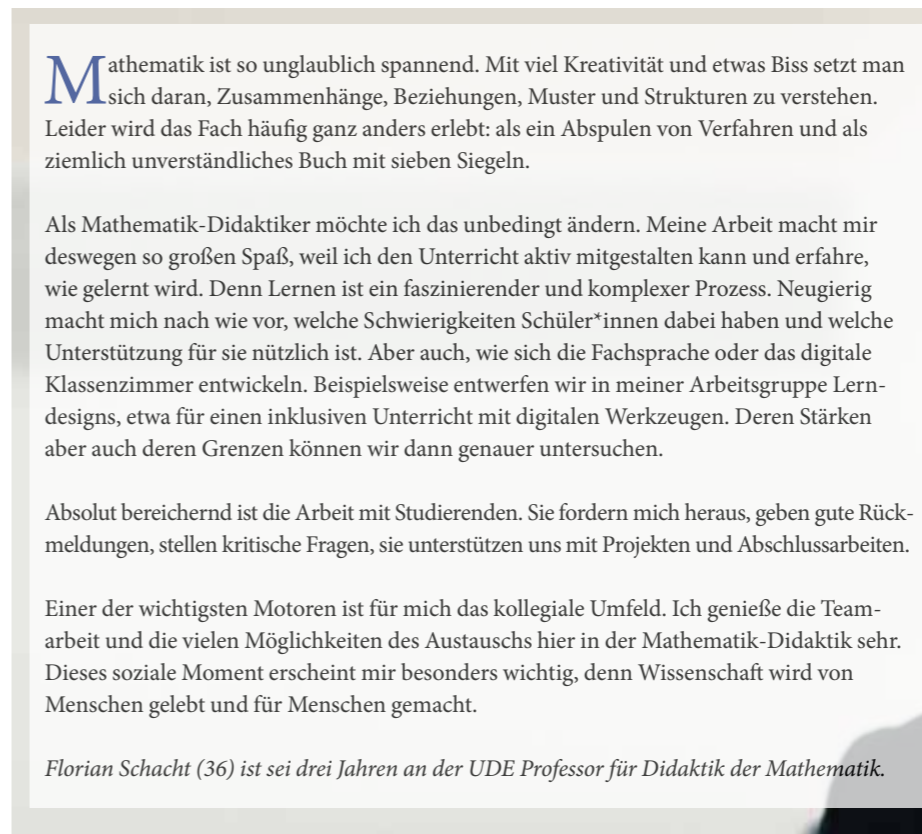 Mathematik ist so unglaublich spannend. Mit viel Kreativität und etwas Biss setzt man
sich daran, Zusammenhänge, Beziehungen, Muster und Strukturen zu verstehen.
Leider wird das Fach häufig ganz anders erlebt: als ein Abspulen von Verfahren und als
ziemlich unverständliches Buch mit sieben Siegeln.
Als Mathematik-Didaktiker möchte ich das unbedingt ändern. Meine Arbeit macht mir
deswegen so großen Spaß, weil ich den Unterricht aktiv mitgestalten kann und erfahre,
wie gelernt wird. Denn Lernen ist ein faszinierender und komplexer Prozess. Neugierig
macht mich nach wie vor, welche Schwierigkeiten Schüler*innen dabei haben und welche
Unterstützung für sie nützlich ist. Aber auch, wie sich die Fachsprache oder das digitale
Klassenzimmer entwickeln. Beispielsweise entwerfen wir in meiner Arbeitsgruppe Lern-
designs, etwa für einen inklusiven Unterricht mit digitalen Werkzeugen. Deren Stärken
aber auch deren Grenzen können wir dann genauer untersuchen.
Absolut bereichernd ist die Arbeit mit Studierenden. Sie fordern mich heraus, geben gute Rück-
meldungen, stellen kritische Fragen, sie unterstützen uns mit Projekten und Abschlussarbeiten.
Einer der wichtigsten Motoren ist für mich das kollegiale Umfeld. Ich genieße die Team-
arbeit und die vielen Möglichkeiten des Austauschs hier in der Mathematik-Didaktik sehr.
Dieses soziale Moment erscheint mir besonders wichtig, denn Wissenschaft wird von
Menschen gelebt und für Menschen gemacht.
Florian Schacht (36) ist sei drei Jahren an der UDE Professor für Didaktik der Mathematik.